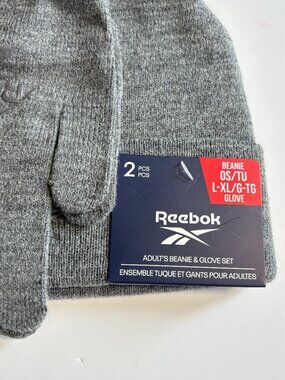 2 PCS
PCS
BEANIE
OS/TU
L-XL/G-TG
GLOVE
Reebok
ADULT'S BEANIE & GLOVE SET
ENSEMBLE TUQUE ET GANTS POUR ADULTES